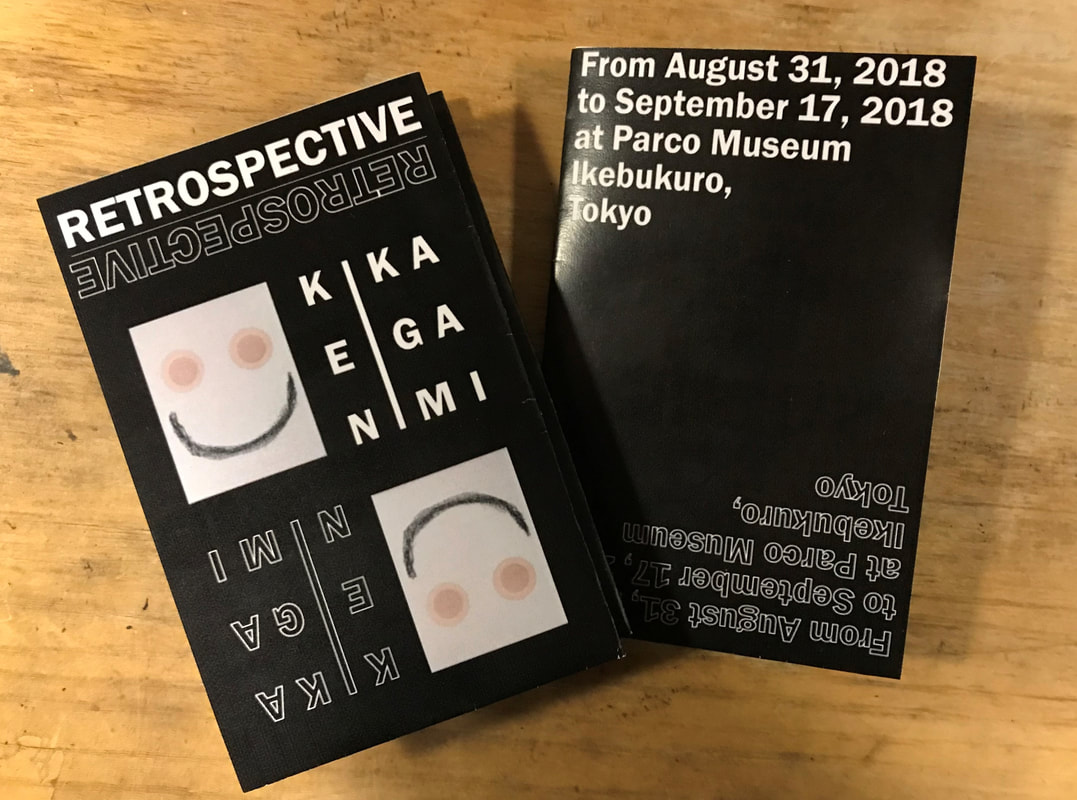 RETROSPECTIVE
RETROSPECTIVE
K KA
E GA
N MI
K KA
E GA
N MI
From August 31, 2018
to September 17, 2018
at Parco Museum
Ikebukuro,
Tokyo
From August 31,
to September 17,
at Parco Museum
Ikebukuro,
Tokyo